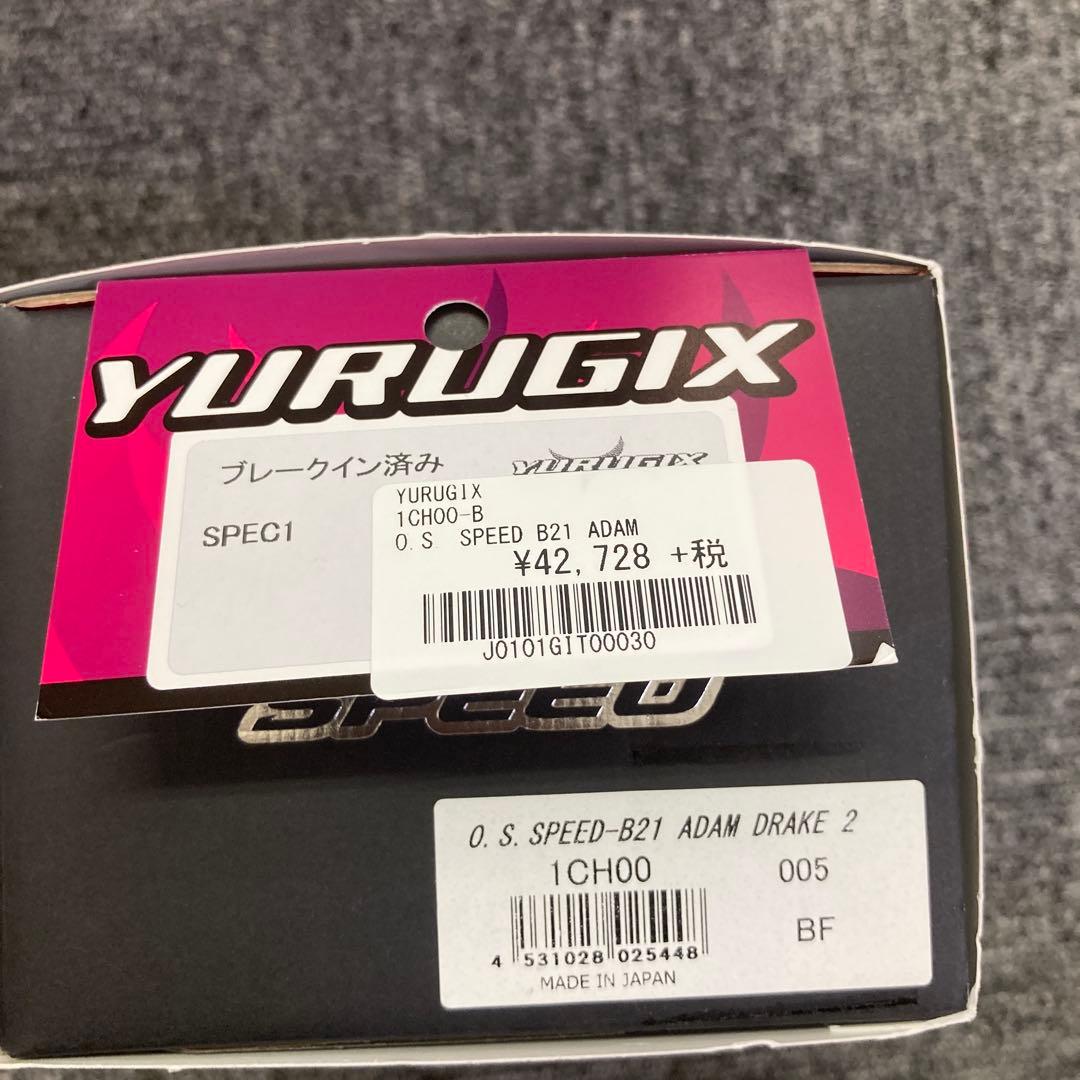 YURUGIX
ブレークイン済み
YURUGIX
SPEC1
YURUGIX
1CH00-B
O.S. SPEED B21 ADAM
¥42,728 +税
J0101GIT00030
SPEED
O.S.SPEED-B21 ADAM DRAKE 2
1CH00 005
BF
4 531028 025448
MADE IN JAPAN